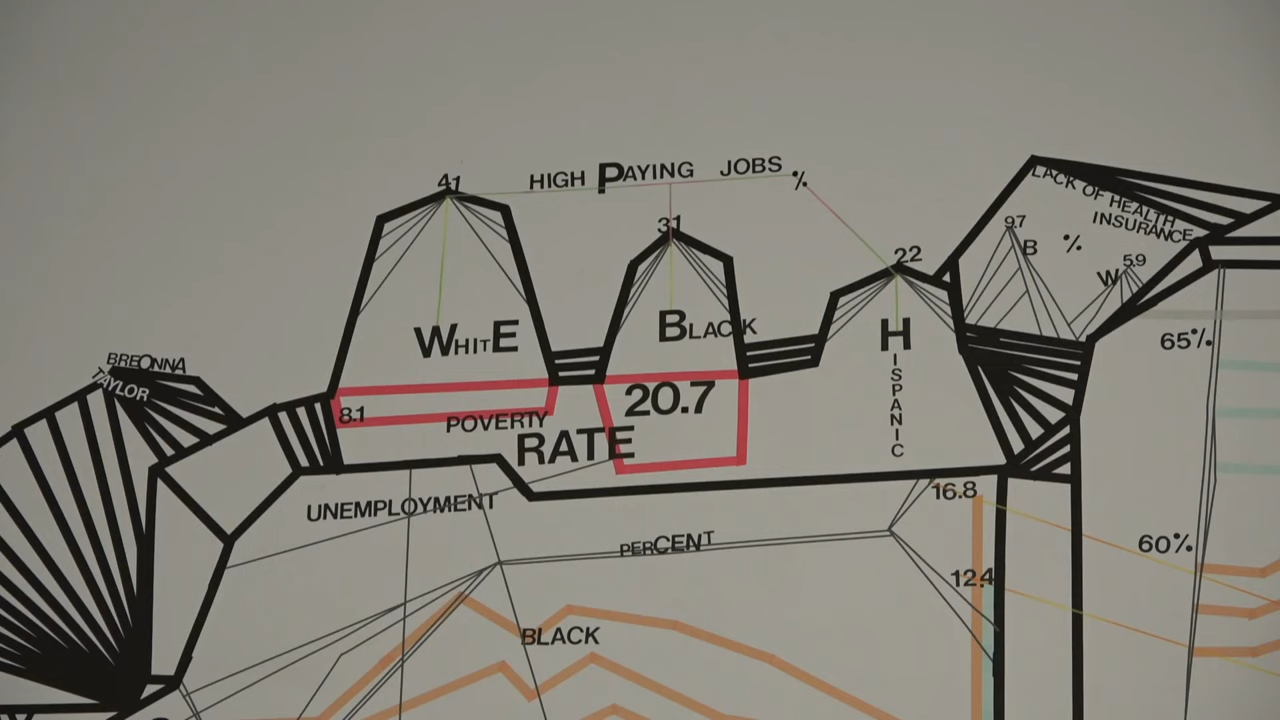 HIGH PAYING JOBS %
41
31
22
WHITE
BLACK
HISPANIC
LACK OF HEALTH
INSURANCE
9.7
B
%
5.9
W
BREONNA
TAYLOR
8.1
20.7
POVERTY
RATE
UNEMPLOYMENT
PERCENT
BLACK
16.8
12.4
65%
60%